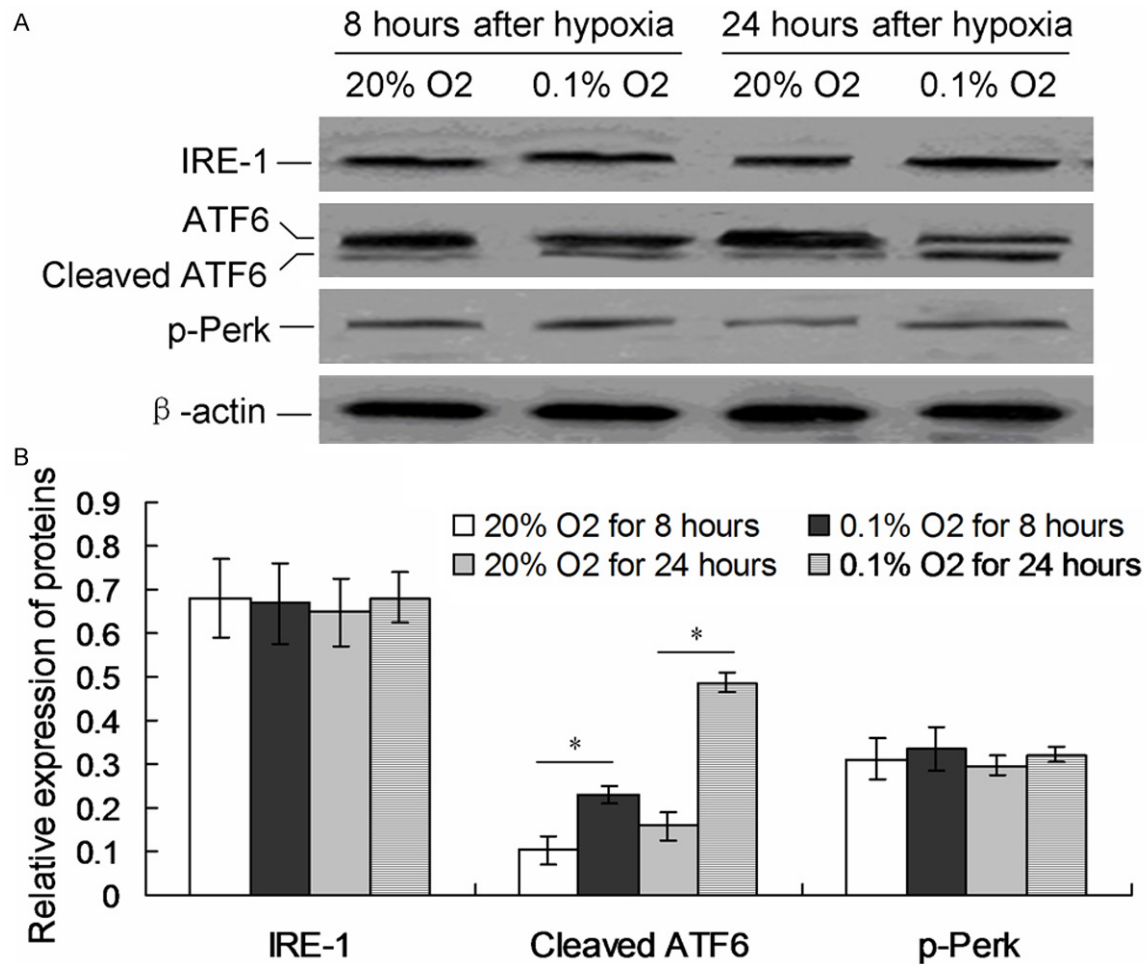 A
8 hours after hypoxia 24 hours after hypoxia
20% O2 0.1% O2 20% O2 0.1% O2
IRE-1
ATF6
Cleaved ATF6
p-Perk
β-actin
B
Relative expression of proteins
0.9
0.8
0.7
0.6
0.5
0.4
0.3
0.2
0.1
0
20% O2 for 8 hours 0.1% O2 for 8 hours
20% O2 for 24 hours 0.1% O2 for 24 hours
*
*
IRE-1 Cleaved ATF6 p-Perk